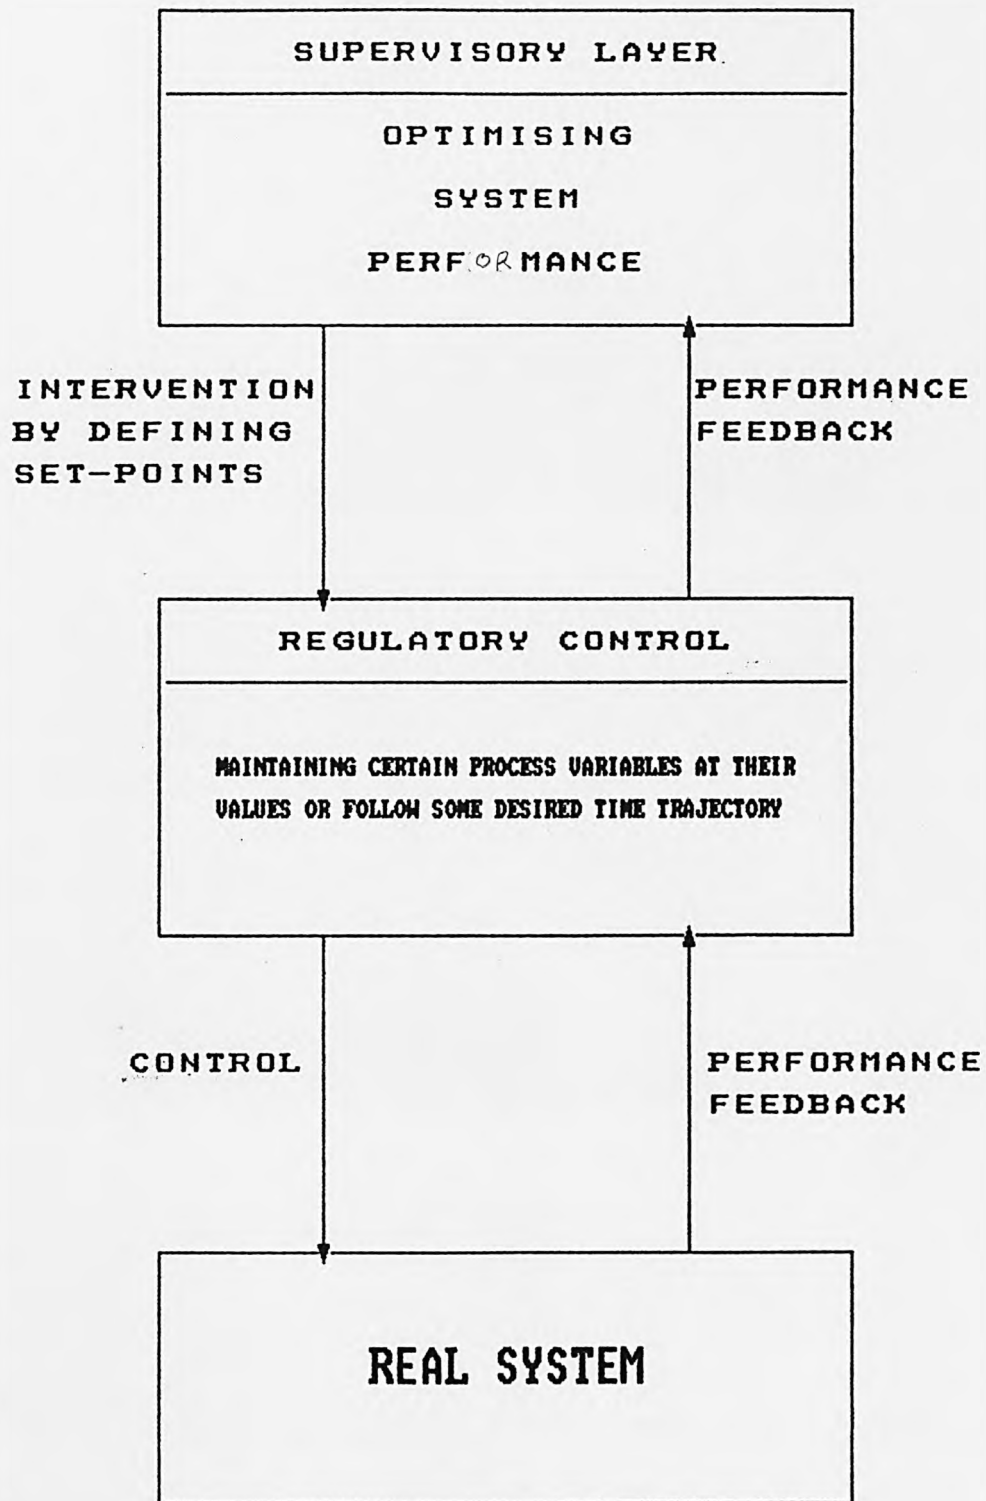 SUPERVISORY LAYER
OPTIMISING
SYSTEM
PERFORMANCE
INTERVENTION
BY DEFINING
SET-POINTS
PERFORMANCE
FEEDBACK
REGULATORY CONTROL
MAINTAINING CERTAIN PROCESS VARIABLES AT THEIR
VALUES OR FOLLOW SOME DESIRED TIME TRAJECTORY
CONTROL
PERFORMANCE
FEEDBACK
REAL SYSTEM